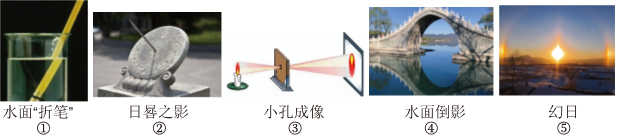 水面“折笔” 日晷之影 小孔成像 水面倒影 幻日
① ② ③ ④ ⑤